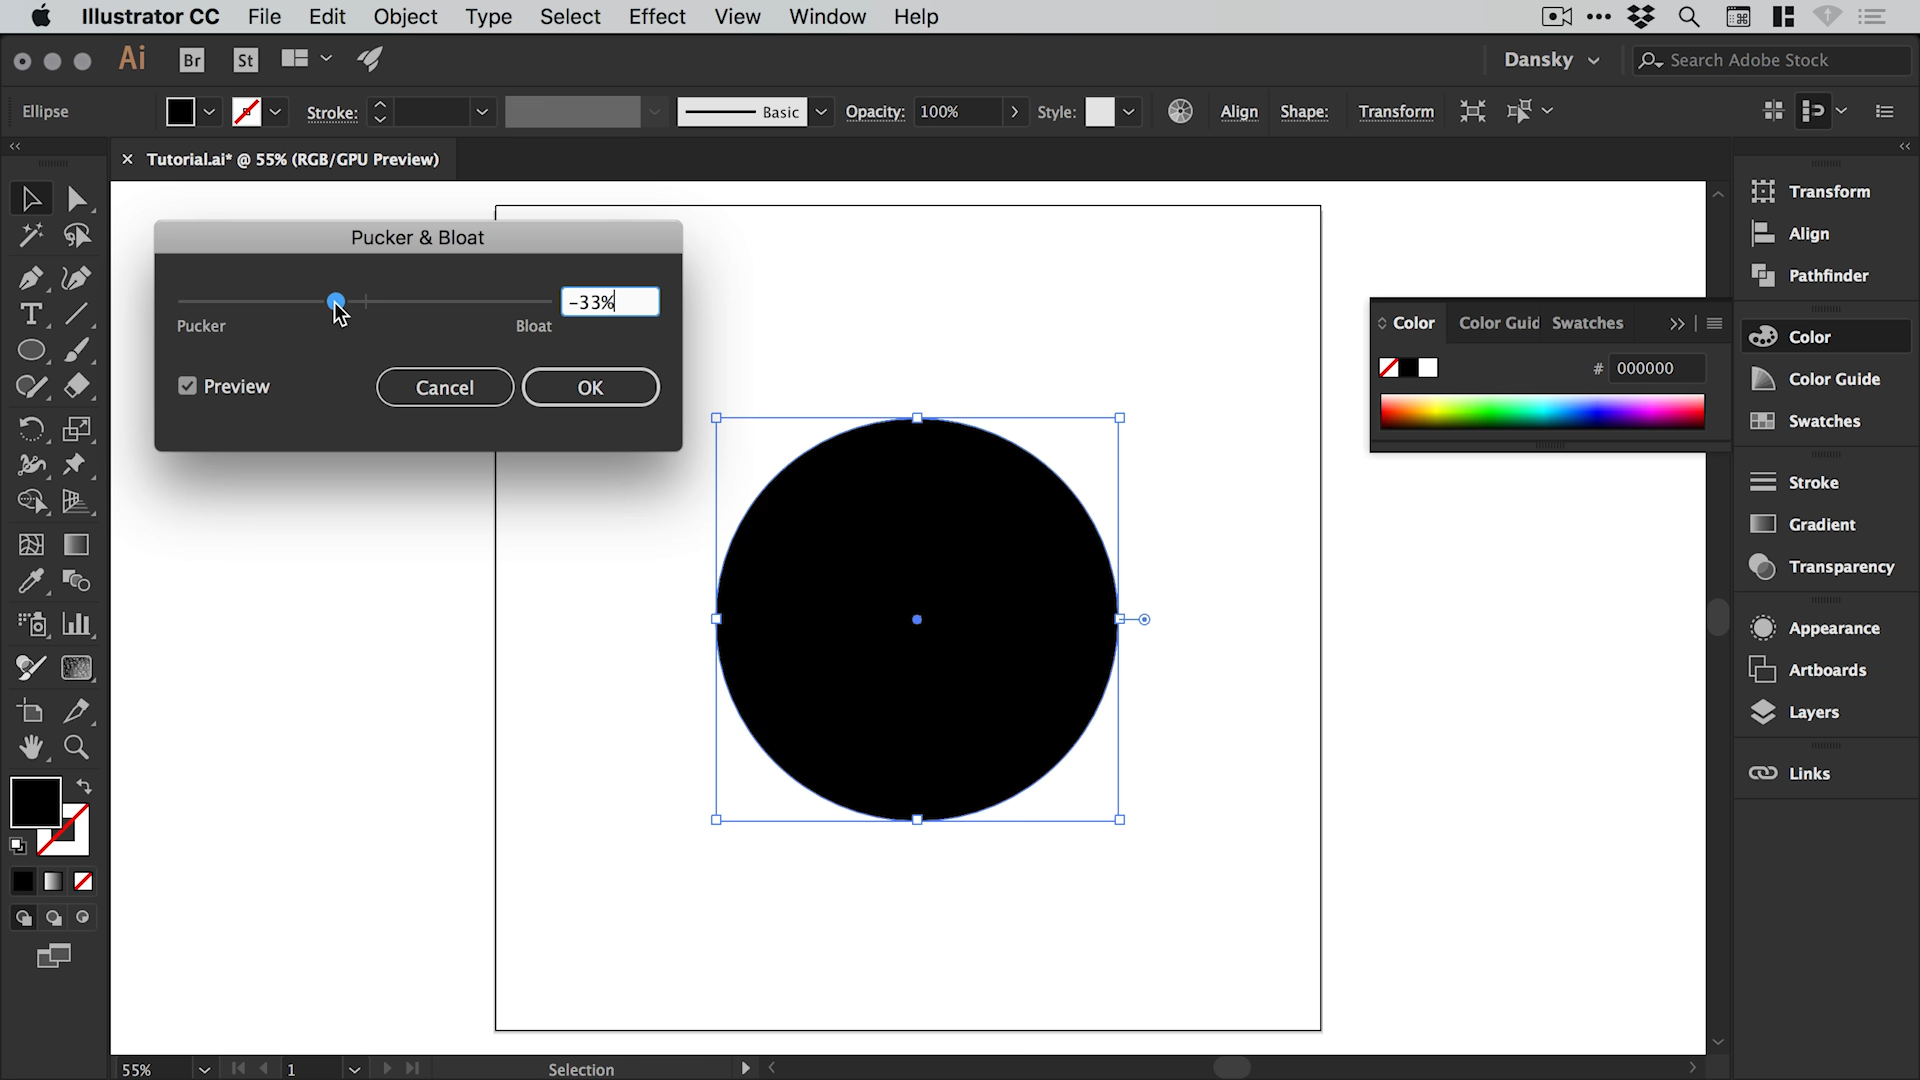 Illustrator CC File Edit Object Type Select Effect View Window Help
Ai Br St Dansky Search Adobe Stock
Ellipse Stroke: Basic Opacity: 100% Style: Align Shape: Transform
Tutorial.ai* @ 55% (RGB/GPU Preview)
Pucker & Bloat
-33%
Pucker Bloat
Preview Cancel OK
Color Color Guid Swatches
# 000000
Transform
Align
Pathfinder
Color
Color Guide
Swatches
Stroke
Gradient
Transparency
Appearance
Artboards
Layers
Links
55% 1 Selection